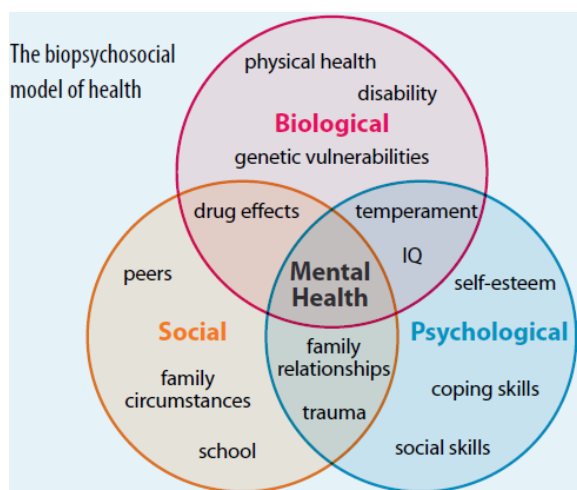 The biopsychosocial
model of health
physical health
disability
Biological
genetic vulnerabilities
drug effects
temperament
IQ
Mental
Health
peers
self-esteem
Social
Psychological
family
relationships
family
circumstances
coping skills
trauma
school
social skills